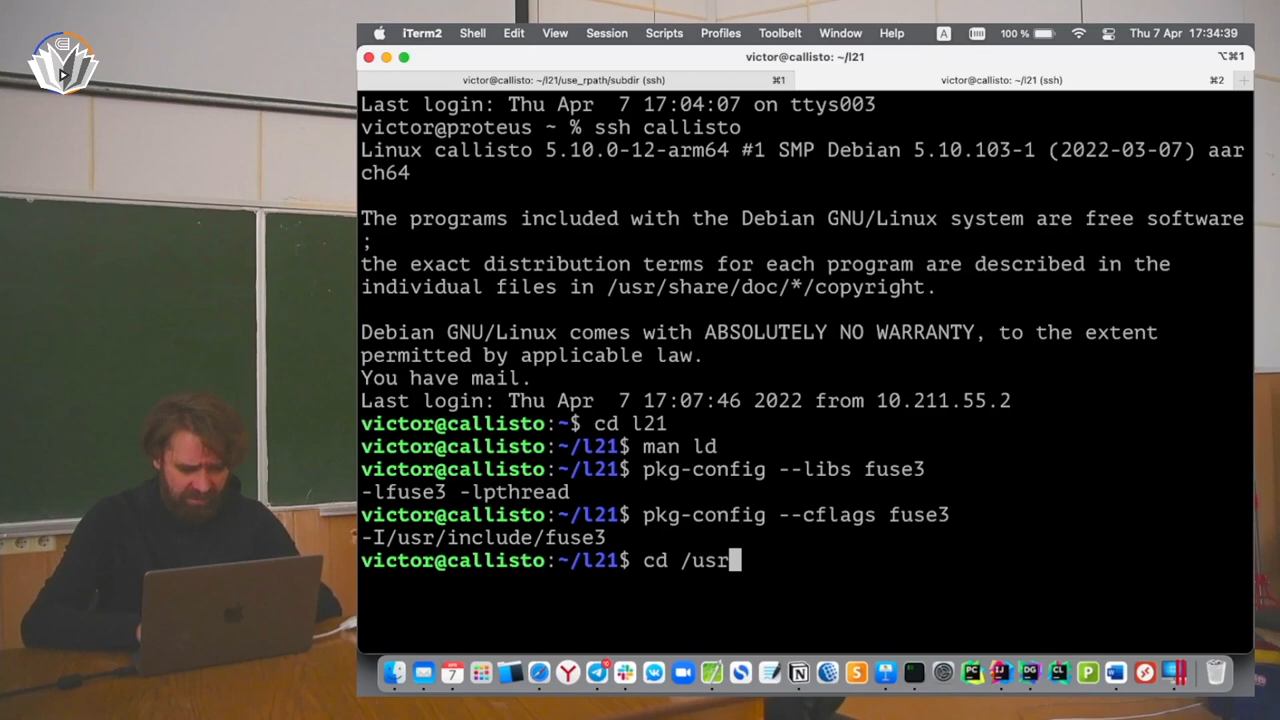 iTerm2 Shell Edit View Session Scripts Profiles Toolbelt Window Help A 100 % Thu 7 Apr 17:34:39
victor@callisto: ~/l21 ⌥⌘1
victor@callisto: ~/l21/use_rpath/subdir (ssh) ⌘1 victor@callisto: ~/l21 (ssh) ⌘2 +
Last login: Thu Apr  7 17:04:07 on ttys003
victor@proteus ~ % ssh callisto
Linux callisto 5.10.0-12-arm64 #1 SMP Debian 5.10.103-1 (2022-03-07) aar
ch64
The programs included with the Debian GNU/Linux system are free software
;
the exact distribution terms for each program are described in the
individual files in /usr/share/doc/*/copyright.
Debian GNU/Linux comes with ABSOLUTELY NO WARRANTY, to the extent
permitted by applicable law.
You have mail.
Last login: Thu Apr  7 17:07:46 2022 from 10.211.55.2
victor@callisto:~$ cd l21
victor@callisto:~/l21$ man ld
victor@callisto:~/l21$ pkg-config --libs fuse3
-lfuse3 -lpthread
victor@callisto:~/l21$ pkg-config --cflags fuse3
-I/usr/include/fuse3
victor@callisto:~/l21$ cd /usr